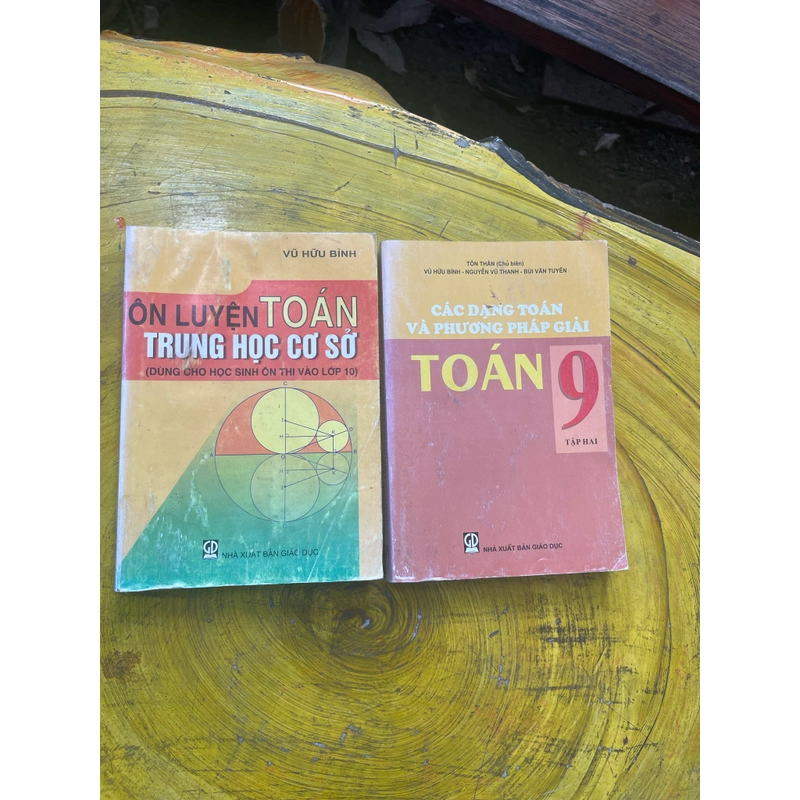 VŨ HỮU BÌNH
ÔN LUYỆN TOÁN
TRUNG HỌC CƠ SỞ
(DÙNG CHO HỌC SINH ÔN THI VÀO LỚP 10)
GD
NHÀ XUẤT BẢN GIÁO DỤC
TÔN THÂN (Chủ biên)
VŨ HỮU BÌNH - NGUYỄN VŨ THANH - BÙI VĂN TUYÊN
CÁC DẠNG TOÁN
VÀ PHƯƠNG PHÁP GIẢI
TOÁN 9
TẬP HAI
GD
NHÀ XUẤT BẢN GIÁO DỤC